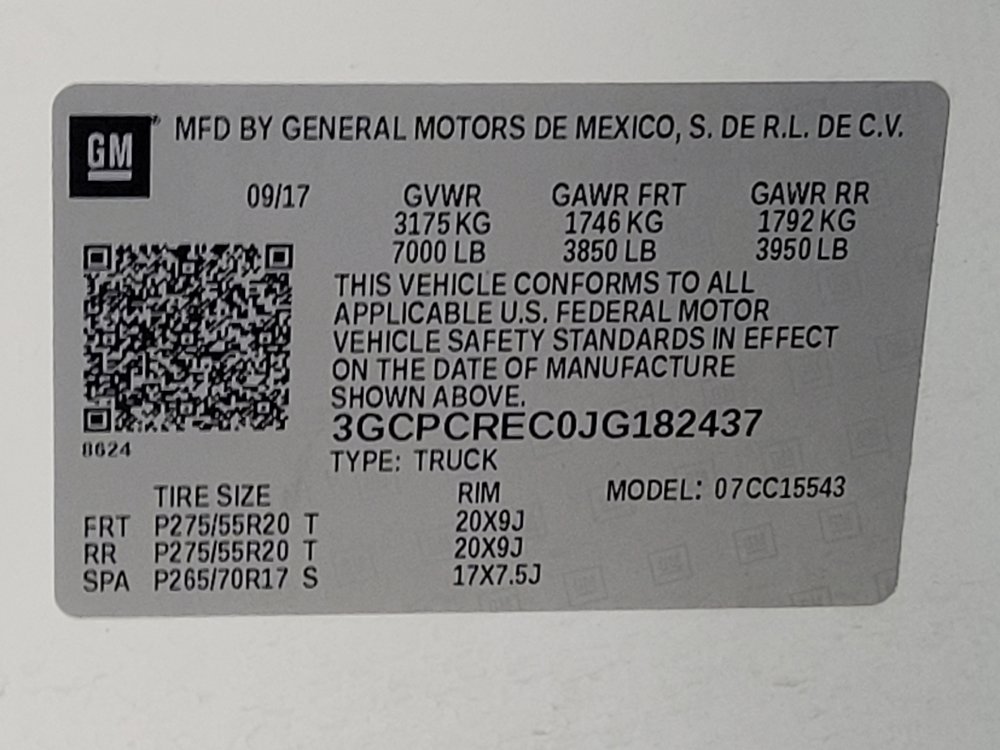 GM MFD BY GENERAL MOTORS DE MEXICO, S. DE R.L. DE C.V.
09/17 GVWR GAWR FRT GAWR RR
3175 KG 1746 KG 1792 KG
7000 LB 3850 LB 3950 LB
THIS VEHICLE CONFORMS TO ALL
APPLICABLE U.S. FEDERAL MOTOR
VEHICLE SAFETY STANDARDS IN EFFECT
ON THE DATE OF MANUFACTURE
SHOWN ABOVE.
3GCPCREC0JG182437
8624
TYPE: TRUCK
TIRE SIZE RIM MODEL: 07CC15543
FRT P275/55R20 T 20X9J
RR P275/55R20 T 20X9J
SPA P265/70R17 S 17X7.5J